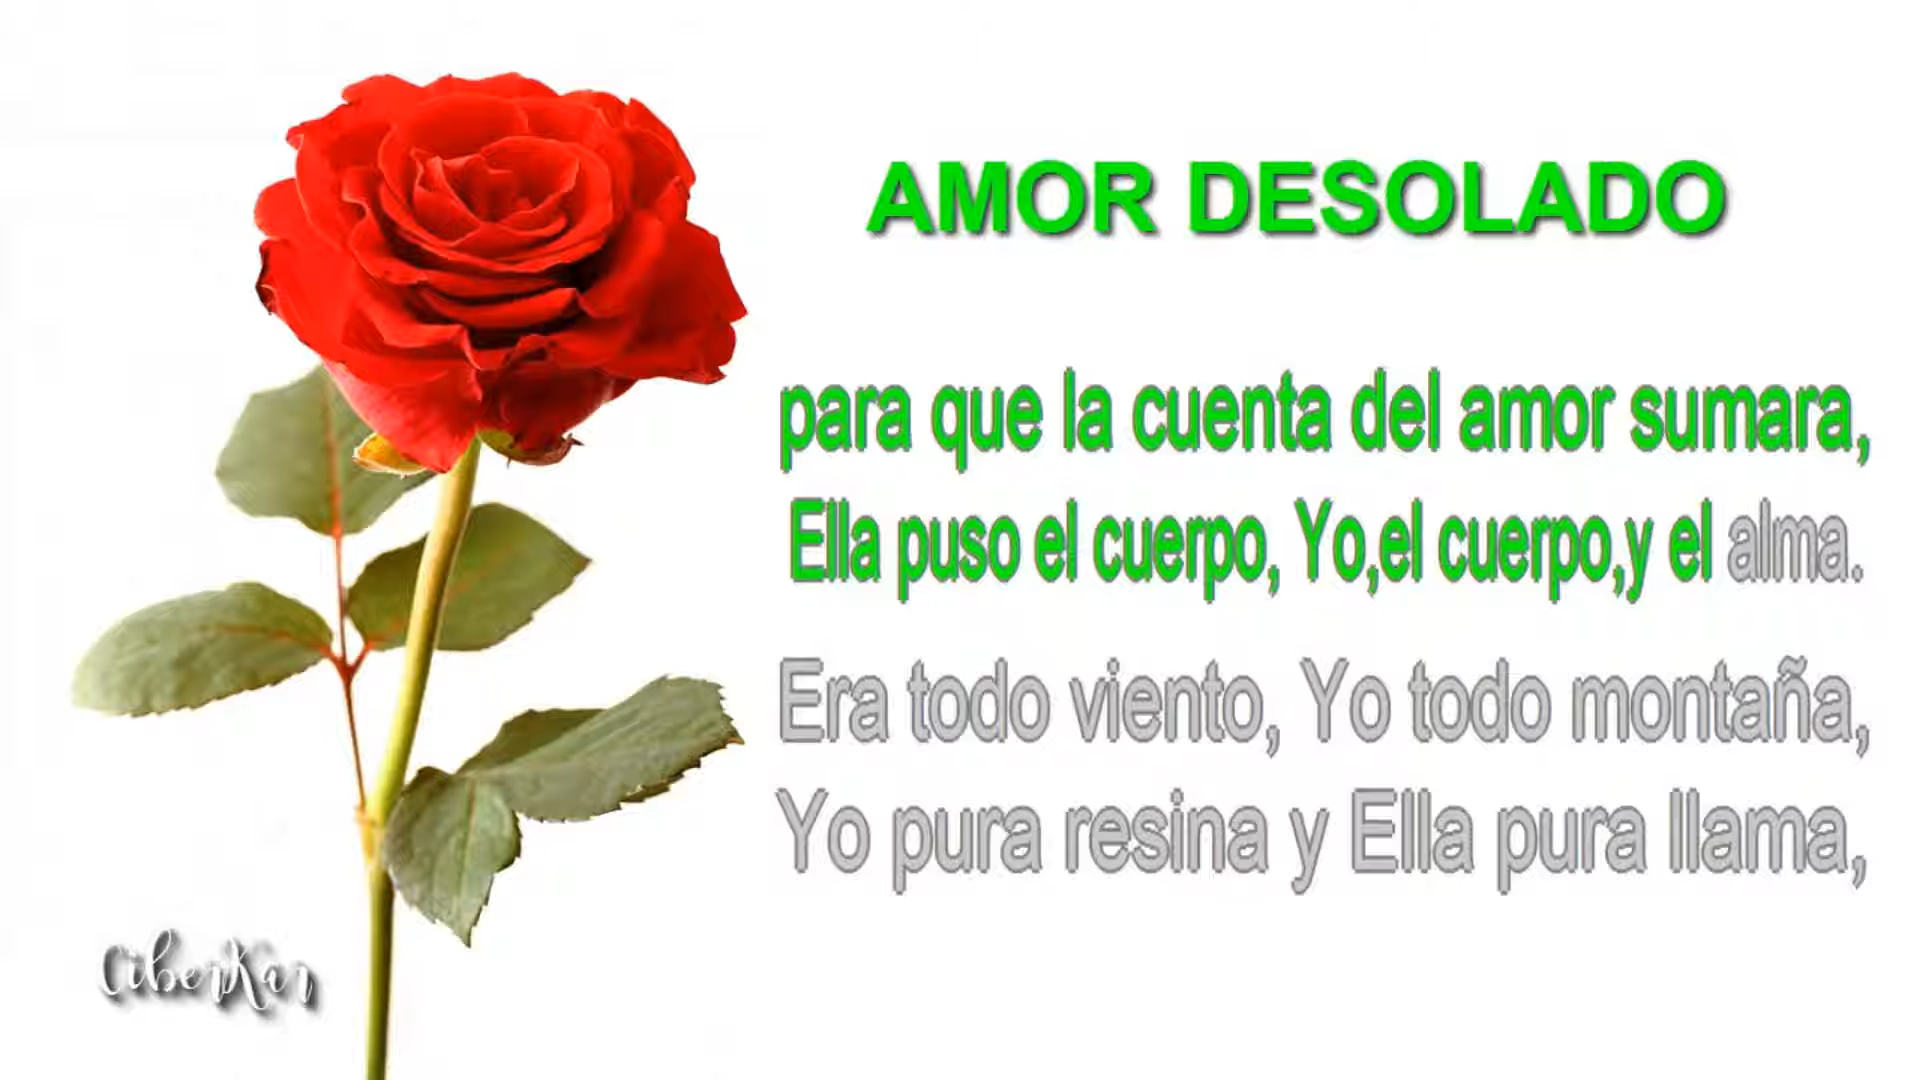 AMOR DESOLADO
para que la cuenta del amor sumara,
Ella puso el cuerpo, Yo,el cuerpo,y el alma.
Era todo viento, Yo todo montaña,
Yo pura resina y Ella pura llama,
CiberKar